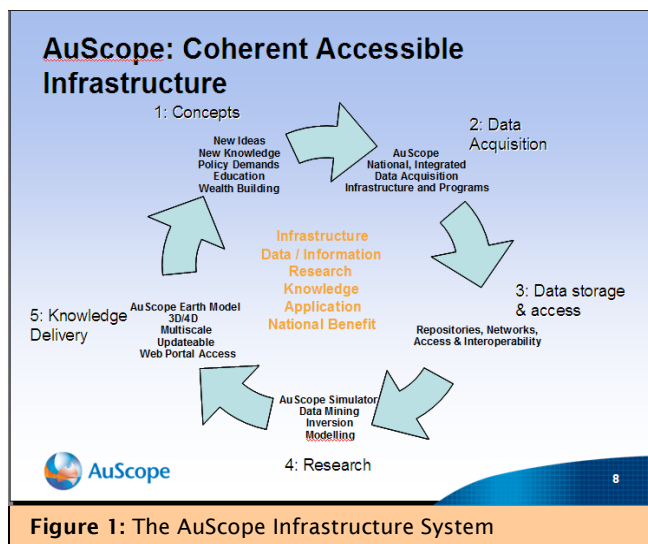 AuScope: Coherent Accessible
Infrastructure
1: Concepts
New Ideas
New Knowledge
Policy Demands
Education
Wealth Building
2: Data
Acquisition
AuScope
National, Integrated
Data Acquisition
Infrastructure and Programs
Infrastructure
Data / Information
Research
Knowledge
Application
National Benefit
3: Data storage
& access
Repositories, Networks,
Access & Interoperability
AuScope Simulator
Data Mining
Inversion
Modelling
4: Research
5: Knowledge
Delivery
AuScope Earth Model
3D/4D
Multiscale
Updateable
Web Portal Access
AuScope
8
Figure 1: The AuScope Infrastructure System